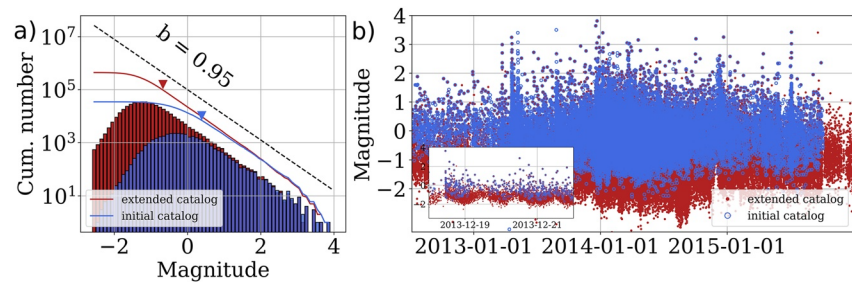 a)
b = 0.95
10^7
10^5
10^3
10^1
Cum. number
extended catalog
initial catalog
−2
0
2
4
Magnitude
b)
4
3
2
1
0
−1
−2
Magnitude
−2
2013-12-19
2013-12-21
extended catalog
initial catalog
2013-01-01
2014-01-01
2015-01-01